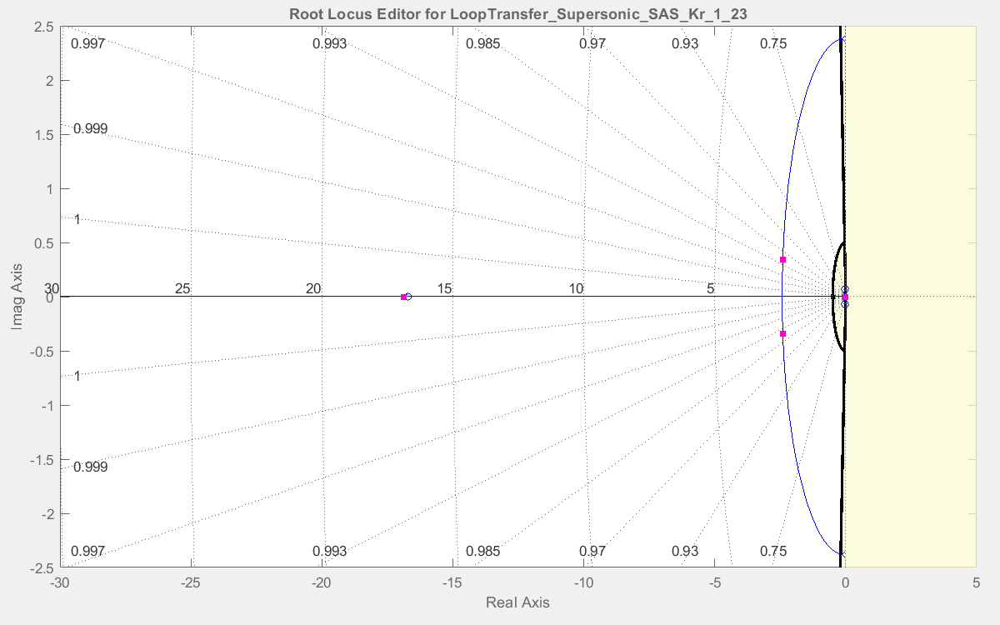 Root Locus Editor for LoopTransfer_Supersonic_SAS_Kr_1_23
2.5
0.997 0.993 0.985 0.97 0.93 0.75
2
1.5 0.999
1
0.5 1
30 25 20 15 10 5
0
-0.5
-1 1
-1.5 0.999
-2
0.997 0.993 0.985 0.97 0.93 0.75
-2.5
-30 -25 -20 -15 -10 -5 0 5
Real Axis
Imag Axis